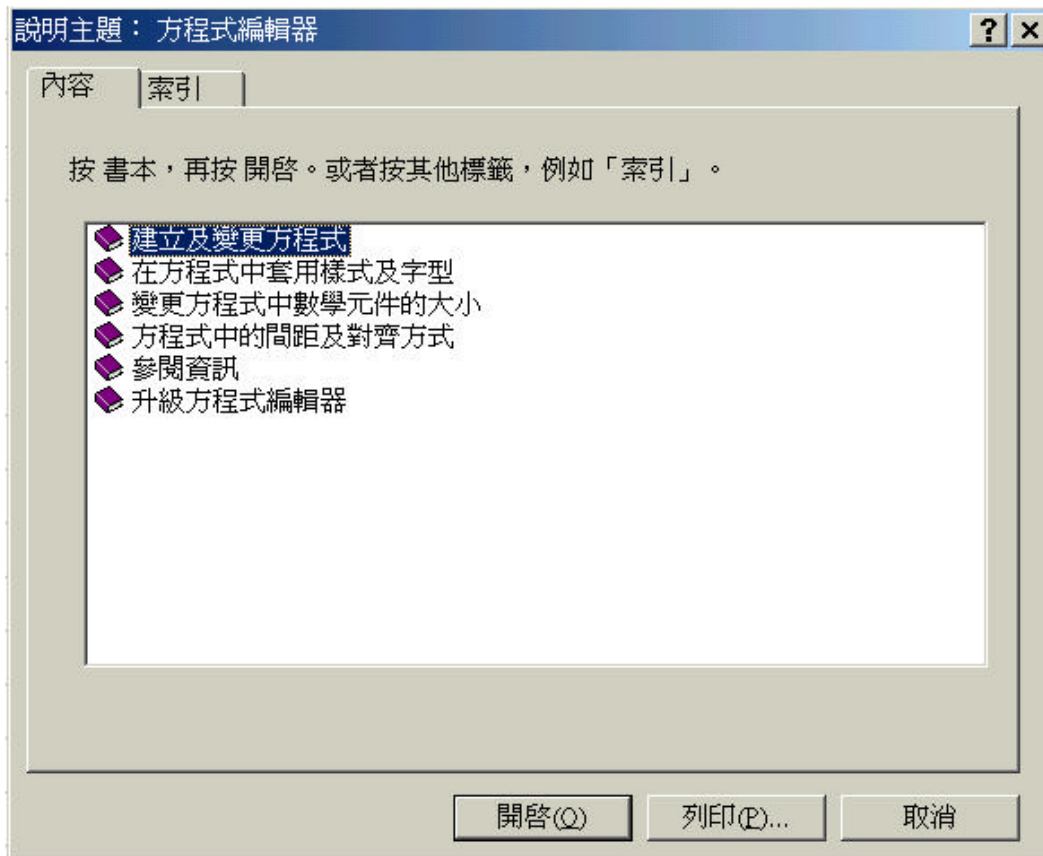 說明主題： 方程式編輯器
內容
索引
按 書本，再按 開啓。或者按其他標籤，例如「索引」。
建立及變更方程式
在方程式中套用樣式及字型
變更方程式中數學元件的大小
方程式中的間距及對齊方式
參閱資訊
升級方程式編輯器
開啓(O)
列印(P)...
取消